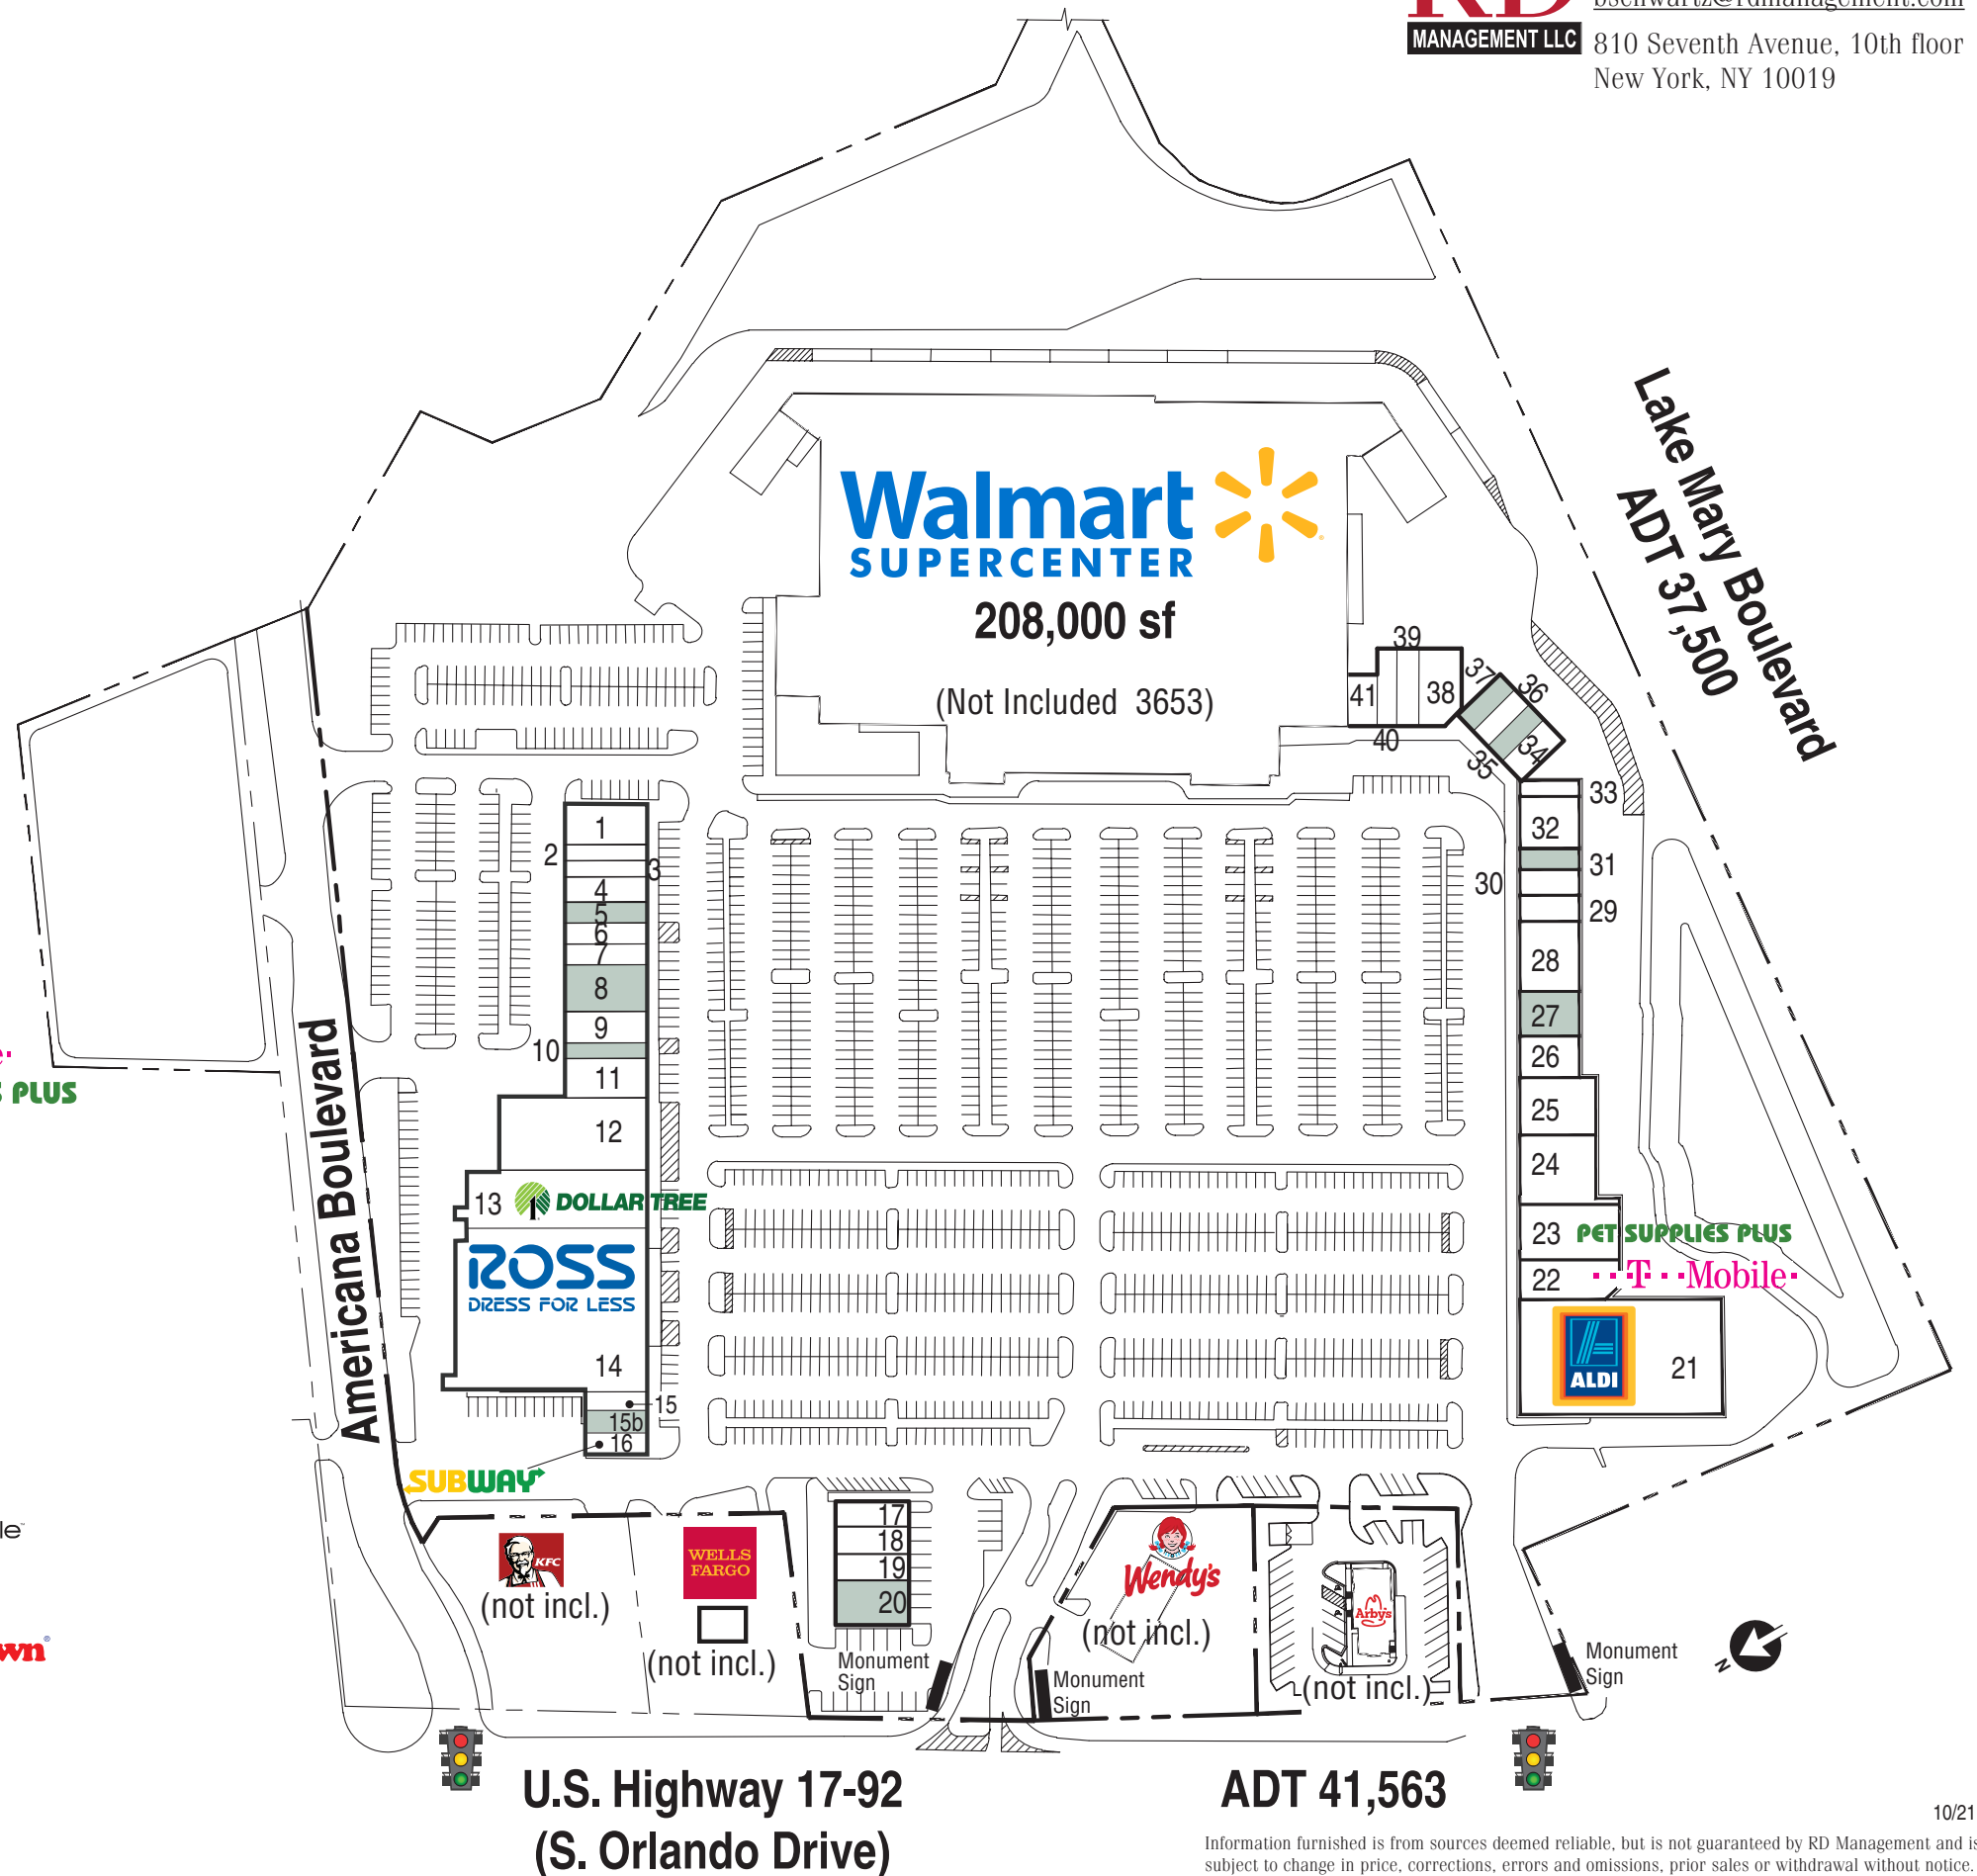 RD
bschwartz@rdmanagement.com
MANAGEMENT LLC
810 Seventh Avenue, 10th floor
New York, NY 10019
Lake Mary Boulevard
ADT 37,500
Walmart
SUPERCENTER
208,000 sf
(Not Included 3653)
39
41
38
37
36
40
35
34
33
32
31
30
29
28
27
26
25
24
23 PET SUPPLIES PLUS
22 T Mobile
ALDI
21
1
2
3
4
5
6
7
8
9
10
11
12
13 DOLLAR TREE
ROSS
DRESS FOR LESS
14
15
15b
16
SUBWAY
Americana Boulevard
PLUS
le
wn
KFC
(not incl.)
WELLS
FARGO
(not incl.)
17
18
19
20
Monument
Sign
Wendy's
(not incl.)
Monument
Sign
Arby's
(not incl.)
Monument
Sign
N
U.S. Highway 17-92
(S. Orlando Drive)
ADT 41,563
10/21
Information furnished is from sources deemed reliable, but is not guaranteed by RD Management and is
subject to change in price, corrections, errors and omissions, prior sales or withdrawal without notice.